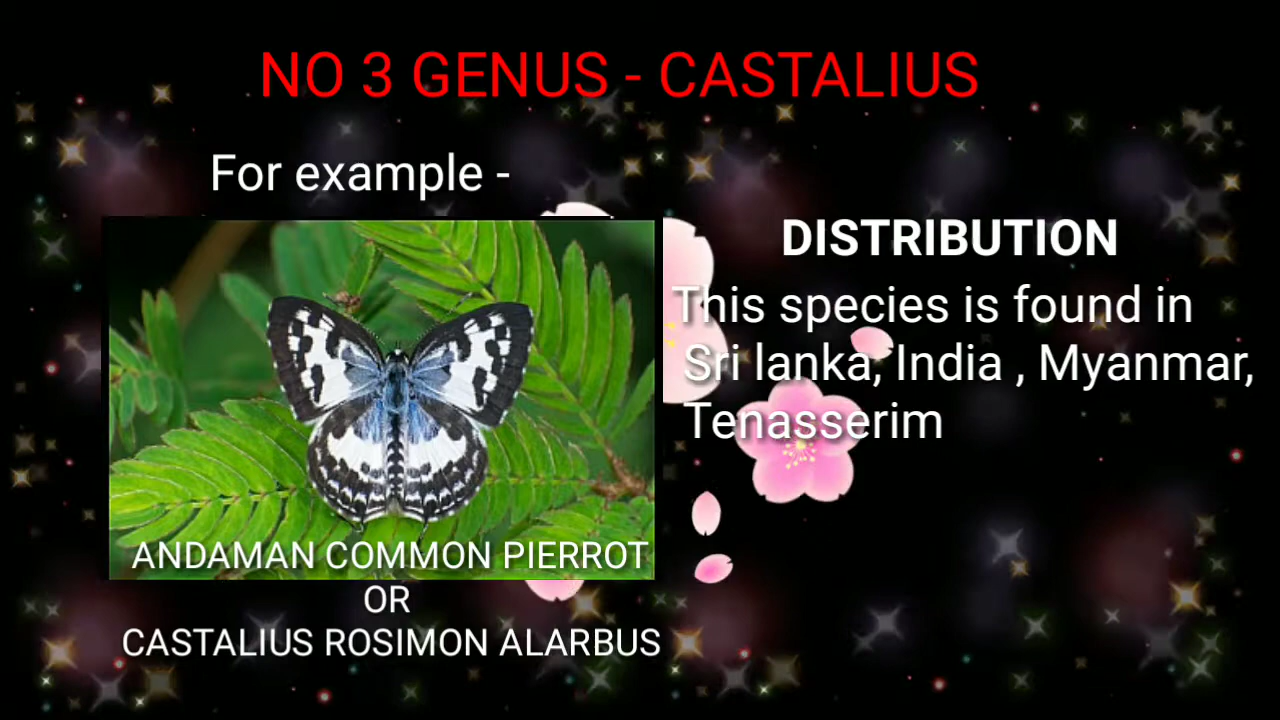 NO 3 GENUS - CASTALIUS
For example -
ANDAMAN COMMON PIERROT
OR
CASTALIUS ROSIMON ALARBUS
DISTRIBUTION
This species is found in
Sri lanka, India , Myanmar,
Tenasserim